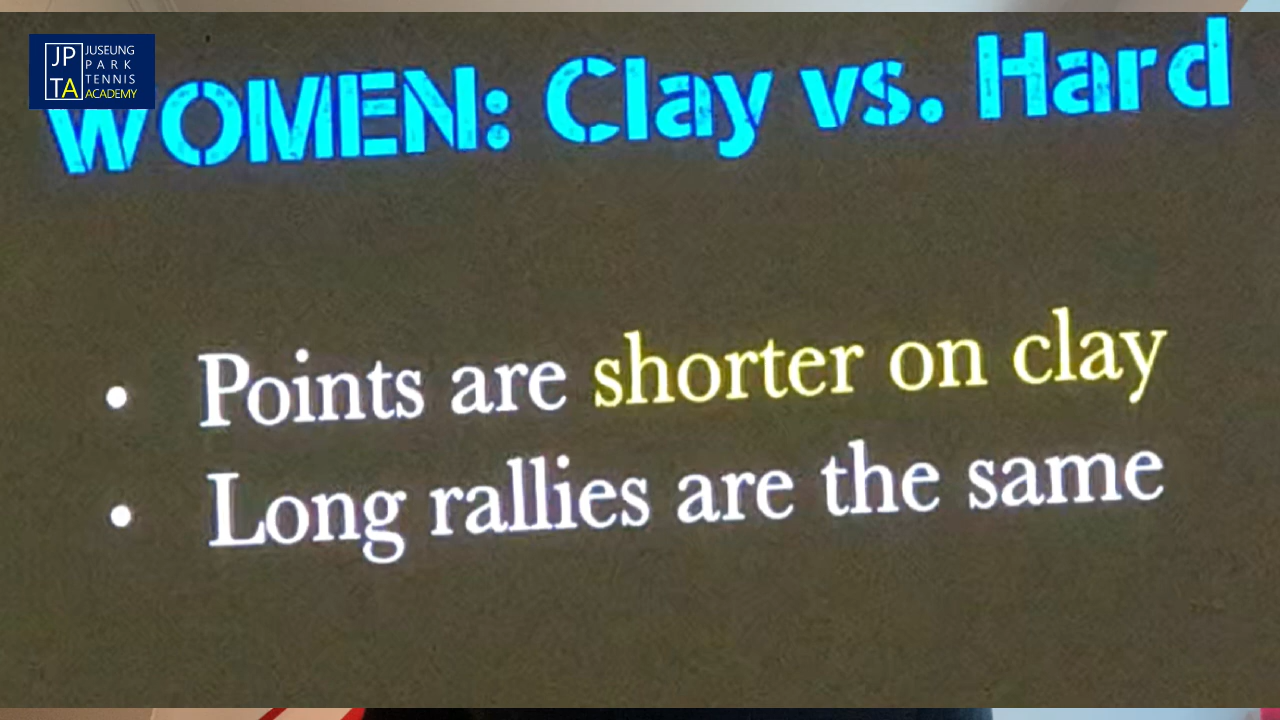 JP
TA
JUSEUNG
PARK
TENNIS
ACADEMY
WOMEN: Clay vs. Hard
• Points are shorter on clay
• Long rallies are the same